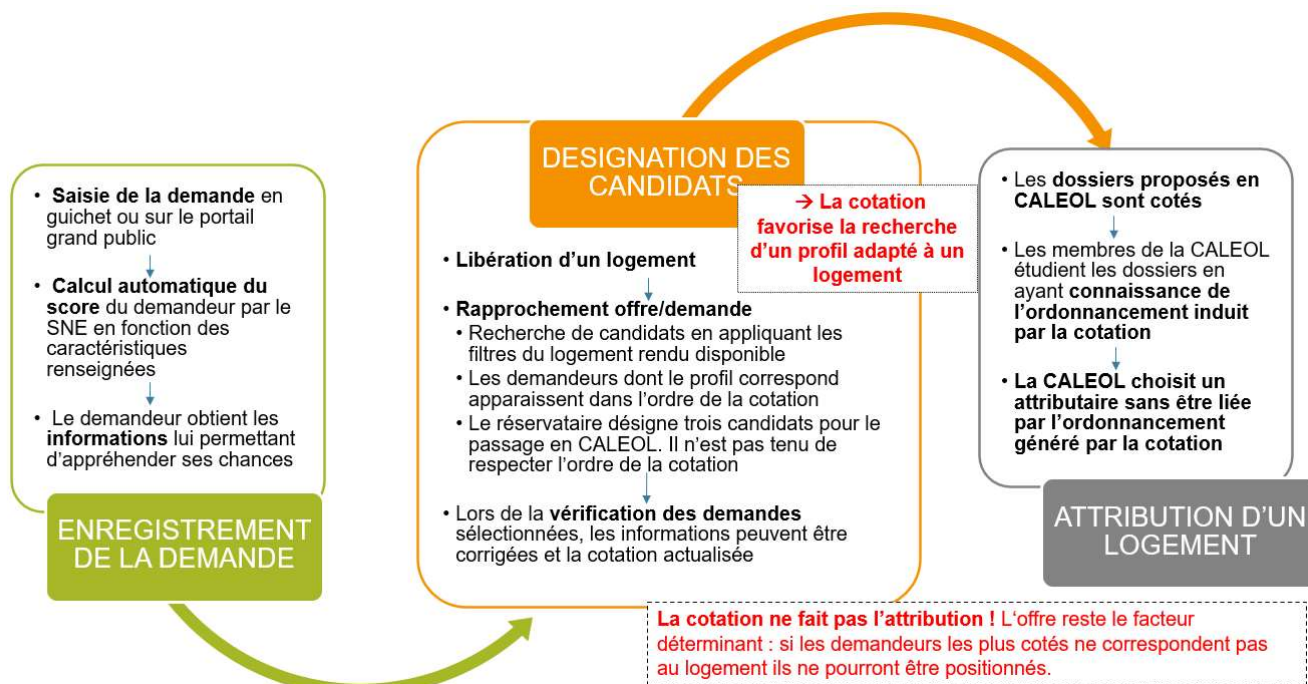 • Saisie de la demande en
guichet ou sur le portail
grand public
• Calcul automatique du
score du demandeur par le
SNE en fonction des
caractéristiques
renseignées
• Le demandeur obtient les
informations lui permettant
d'appréhender ses chances
ENREGISTREMENT
DE LA DEMANDE
DESIGNATION DES
CANDIDATS
→ La cotation
favorise la recherche
d'un profil adapté à un
logement
• Libération d'un logement
• Rapprochement offre/demande
• Recherche de candidats en appliquant les
filtres du logement rendu disponible
• Les demandeurs dont le profil correspond
apparaissent dans l'ordre de la cotation
• Le réservataire désigne trois candidats pour le
passage en CALEOL. Il n'est pas tenu de
respecter l'ordre de la cotation
• Lors de la vérification des demandes
sélectionnées, les informations peuvent être
corrigées et la cotation actualisée
• Les dossiers proposés en
CALEOL sont cotés
• Les membres de la CALEOL
étudient les dossiers en
ayant connaissance de
l'ordonnancement induit
par la cotation
• La CALEOL choisit un
attributaire sans être liée
par l'ordonnancement
généré par la cotation
ATTRIBUTION D'UN
LOGEMENT
La cotation ne fait pas l'attribution ! L'offre reste le facteur
déterminant : si les demandeurs les plus cotés ne correspondent pas
au logement ils ne pourront être positionnés.